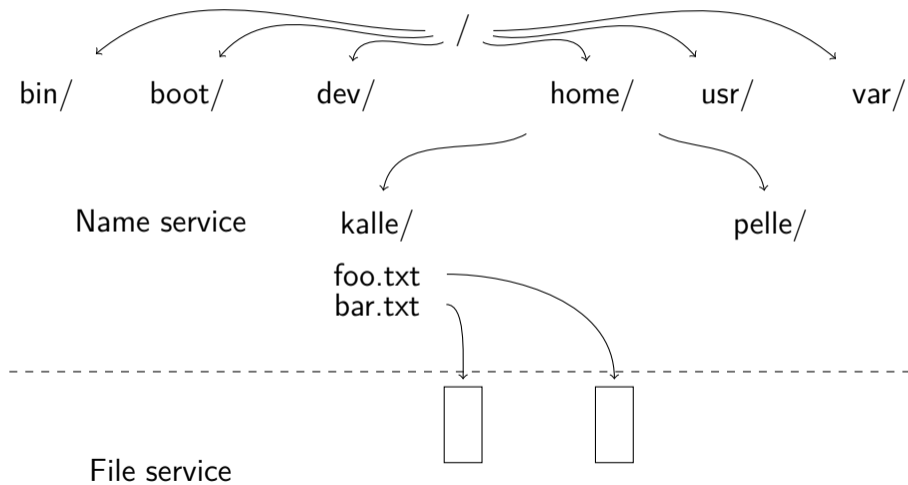 /
bin/ boot/ dev/ home/ usr/ var/
Name service kalle/ pelle/
foo.txt
bar.txt
File service